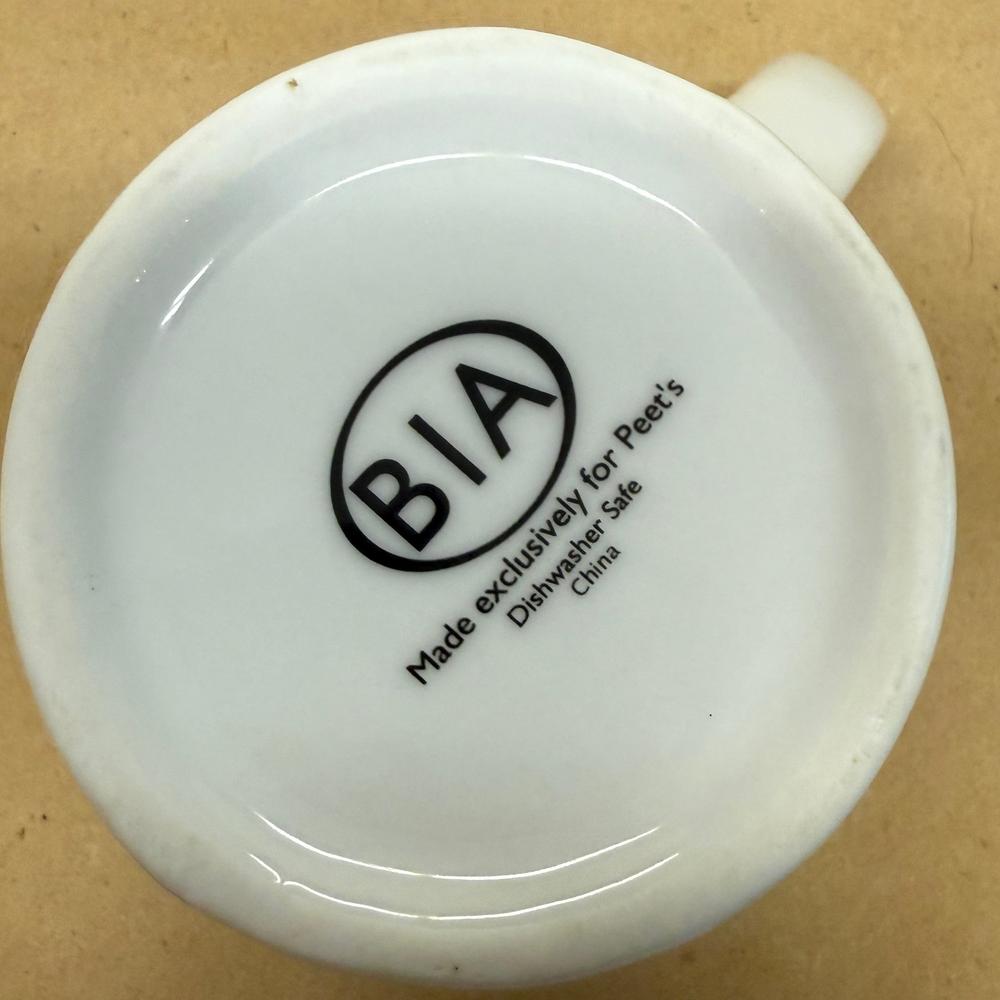 BIA
Made exclusively for Peet's
Dishwasher Safe
China